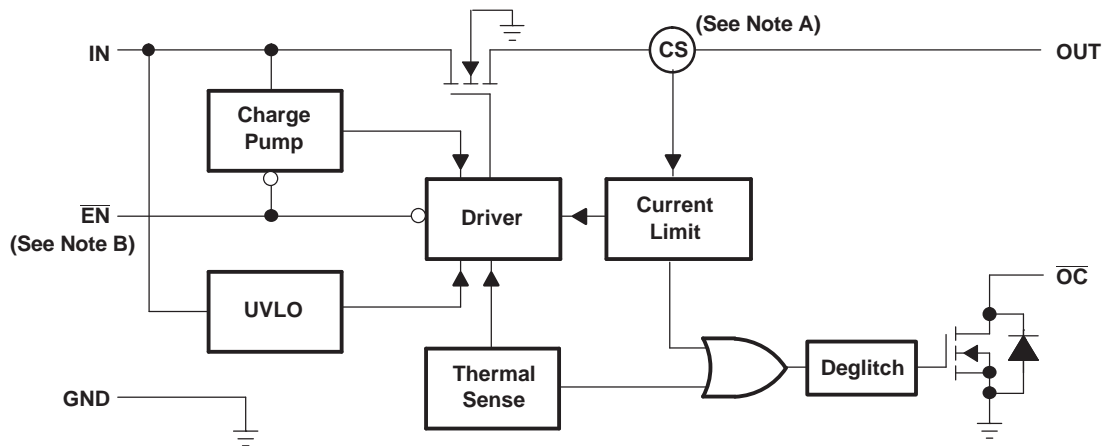 (See Note A)
IN
CS
OUT
Charge
Pump
EN
(See Note B)
Driver
Current
Limit
UVLO
OC
Thermal
Sense
Deglitch
GND